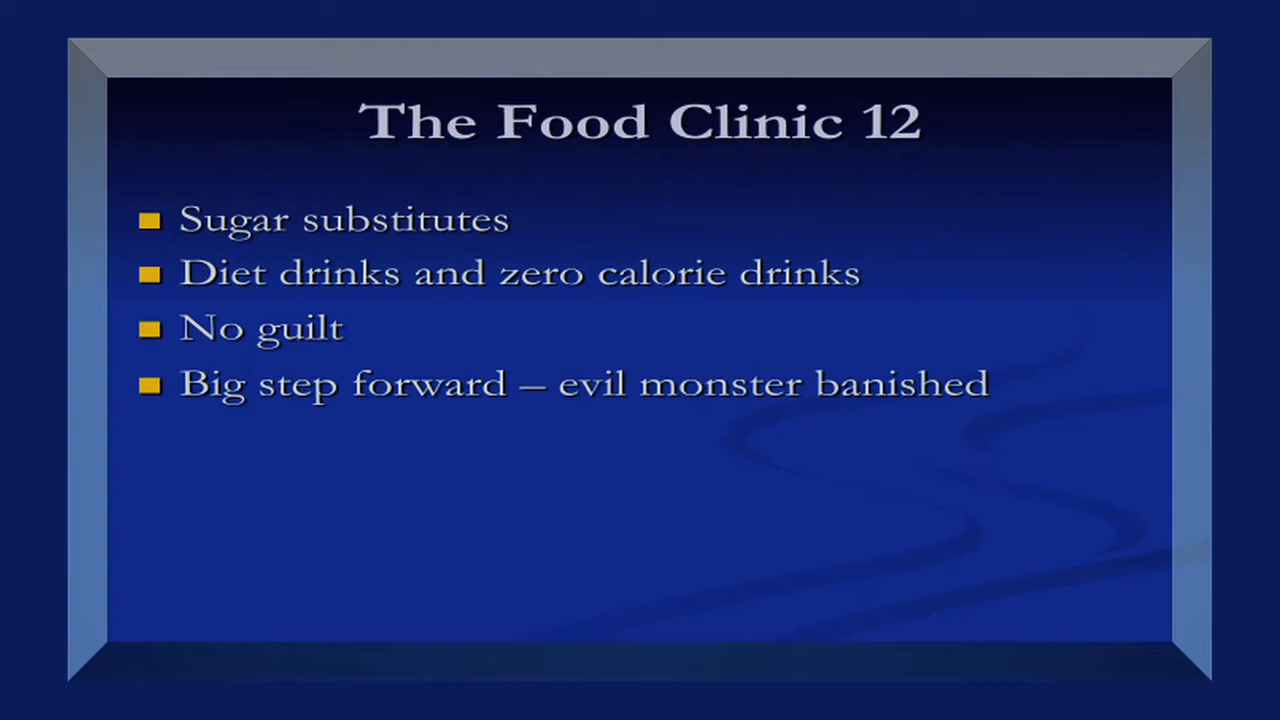 The Food Clinic 12
Sugar substitutes
Diet drinks and zero calorie drinks
No guilt
Big step forward – evil monster banished